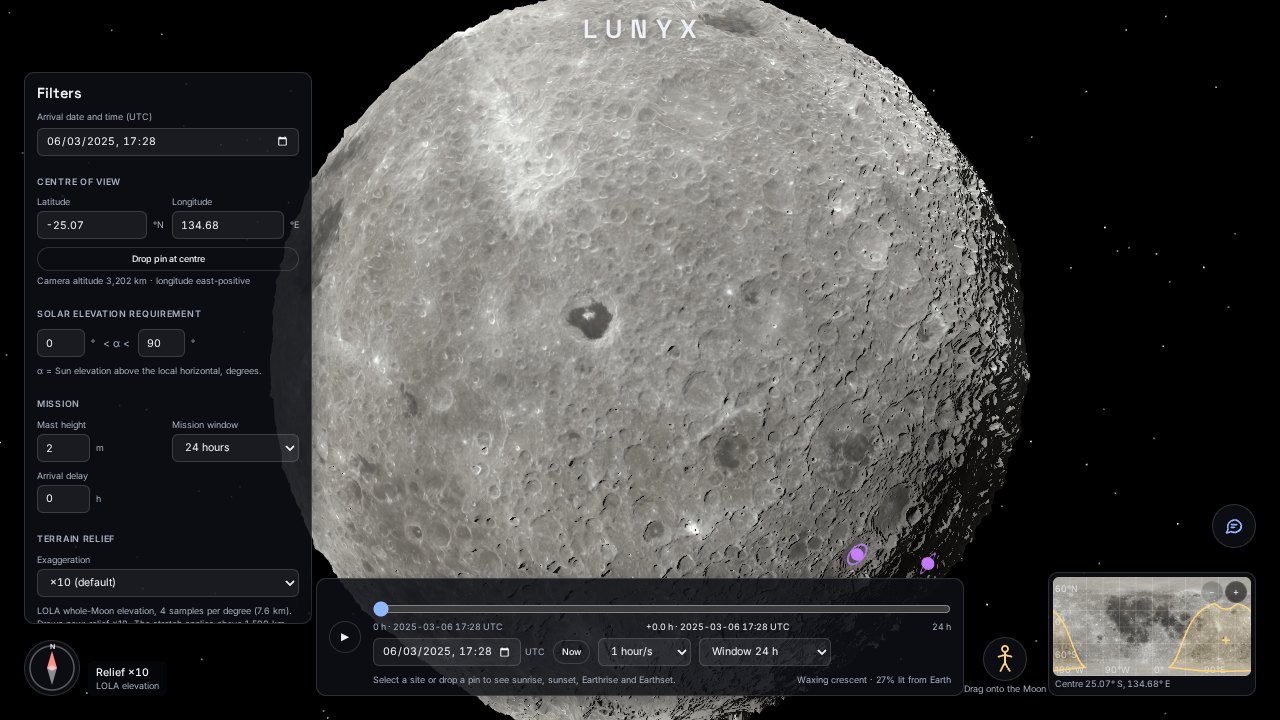 LUNYX
Filters
Arrival date and time (UTC)
06/03/2025, 17:28
CENTRE OF VIEW
Latitude Longitude
-25.07 °N 134.68 °E
Drop pin at centre
Camera altitude 3,202 km · longitude east-positive
SOLAR ELEVATION REQUIREMENT
0 ° < α < 90 °
α = Sun elevation above the local horizontal, degrees.
MISSION
Mast height Mission window
2 m 24 hours
Arrival delay
0 h
TERRAIN RELIEF
Exaggeration
×10 (default)
LOLA whole-Moon elevation, 4 samples per degree (7.6 km).
N
Relief ×10
LOLA elevation
0 h · 2025-03-06 17:28 UTC +0.0 h · 2025-03-06 17:28 UTC 24 h
06/03/2025, 17:28 UTC Now 1 hour/s Window 24 h
Select a site or drop a pin to see sunrise, sunset, Earthrise and Earthset. Waxing crescent · 27% lit from Earth
Drag onto the Moon
60°N
0°
60°S
180°W 90°W 0° 90°E
Centre 25.07° S, 134.68° E